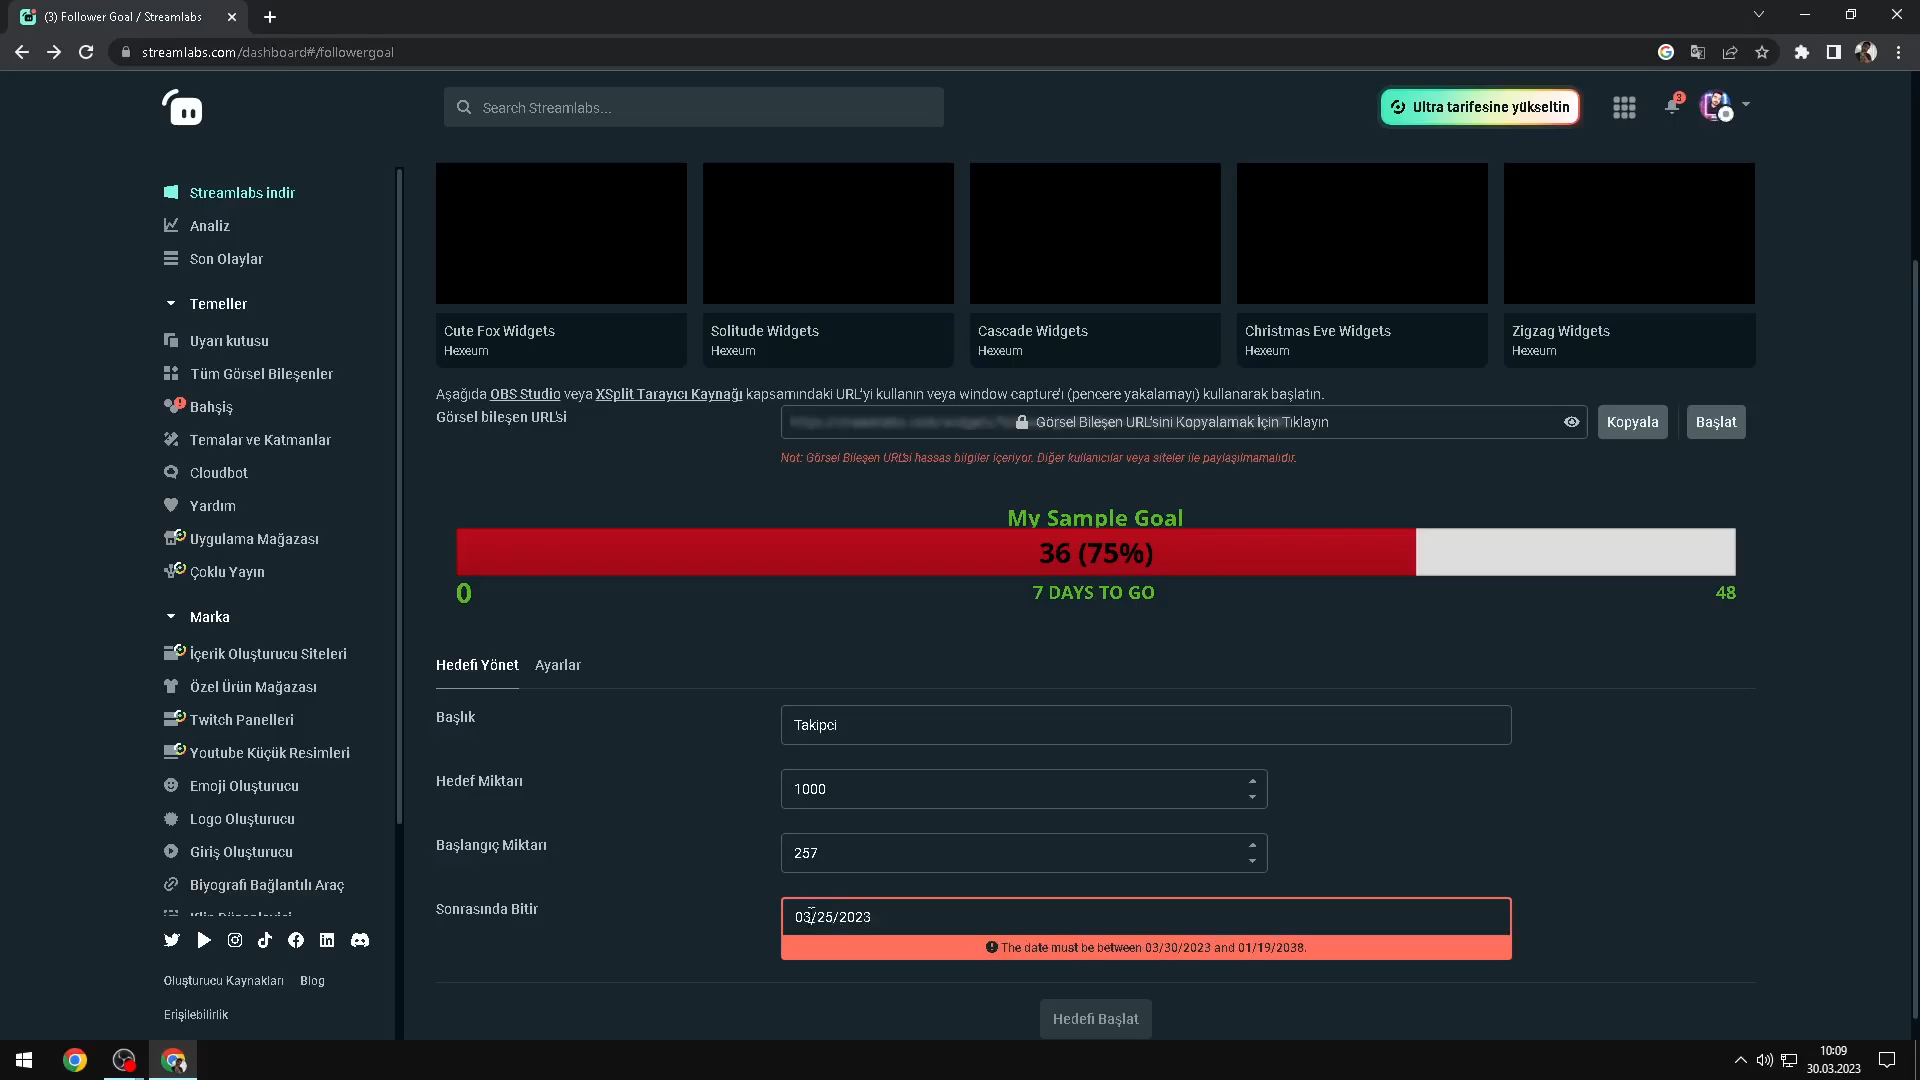 (3) Follower Goal / Streamlabs
streamlabs.com/dashboard#/followergoal
Search Streamlabs...
Ultra tarifesine yükseltin
3
Streamlabs indir
Analiz
Son Olaylar
Temeller
Uyarı kutusu
Tüm Görsel Bileşenler
Bahşiş
Temalar ve Katmanlar
Cloudbot
Yardım
Uygulama Mağazası
Çoklu Yayın
Marka
İçerik Oluşturucu Siteleri
Özel Ürün Mağazası
Twitch Panelleri
Youtube Küçük Resimleri
Emoji Oluşturucu
Logo Oluşturucu
Giriş Oluşturucu
Biyografi Bağlantılı Araç
Oluşturucu Kaynakları Blog
Erişilebilirlik
Cute Fox Widgets
Hexeum
Solitude Widgets
Hexeum
Cascade Widgets
Hexeum
Christmas Eve Widgets
Hexeum
Zigzag Widgets
Hexeum
Aşağıda OBS Studio veya XSplit Tarayıcı Kaynağı kapsamındaki URL'yi kullanın veya window capture'ı (pencere yakalamayı) kullanarak başlatın.
Görsel bileşen URL'si
Görsel Bileşen URL'sini Kopyalamak İçin Tıklayın
Kopyala
Başlat
Not: Görsel Bileşen URL'si hassas bilgiler içeriyor. Diğer kullanıcılar veya siteler ile paylaşılmamalıdır.
My Sample Goal
36 (75%)
0 7 DAYS TO GO 48
Hedefi Yönet Ayarlar
Başlık
Takipci
Hedef Miktarı
1000
Başlangıç Miktarı
257
Sonrasında Bitir
03/25/2023
The date must be between 03/30/2023 and 01/19/2038.
Hedefi Başlat
10:09
30.03.2023